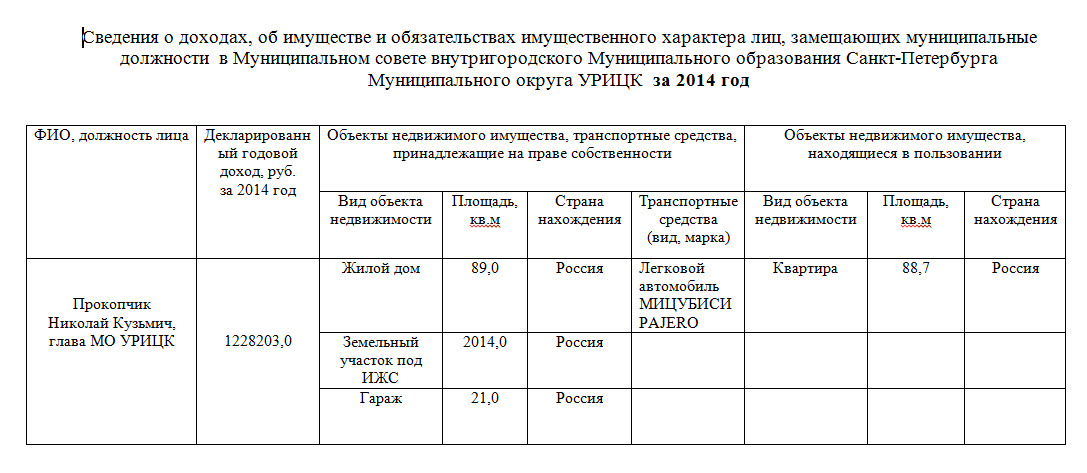 Сведения о доходах, об имуществе и обязательствах имущественного характера лиц, замещающих муниципальные
должности в Муниципальном совете внутригородского Муниципального образования Санкт-Петербурга
Муниципального округа УРИЦК за 2014 год
ФИО, должность лица
Декларированн
ый годовой
доход, руб.
за 2014 год
Объекты недвижимого имущества, транспортные средства,
принадлежащие на праве собственности
Объекты недвижимого имущества,
находящиеся в пользовании
Вид объекта
недвижимости
Площадь,
кв.м
Страна
нахождения
Транспортные
средства
(вид, марка)
Вид объекта
недвижимости
Площадь,
кв.м
Страна
нахождения
Прокопчик
Николай Кузьмич,
глава МО УРИЦК
1228203,0
Жилой дом
89,0
Россия
Легковой
автомобиль
МИЦУБИСИ
PAJERO
Квартира
88,7
Россия
Земельный
участок под
ИЖС
2014,0
Россия
Гараж
21,0
Россия